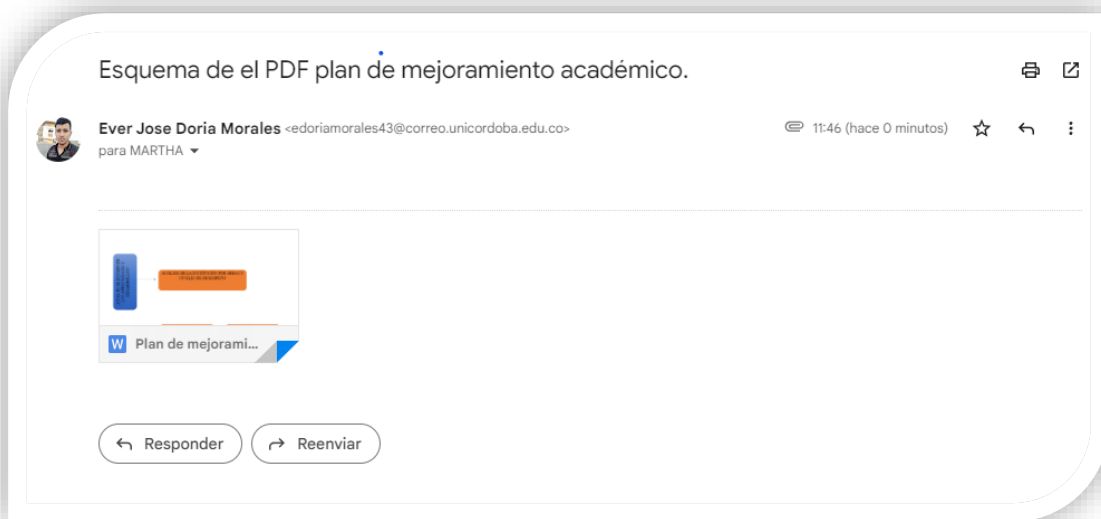 Esquema de el PDF plan de mejoramiento académico.
Ever Jose Doria Morales <edoriamorales43@correo.unicordoba.edu.co>
11:46 (hace 0 minutos)
para MARTHA
W Plan de mejorami...
Responder
Reenviar